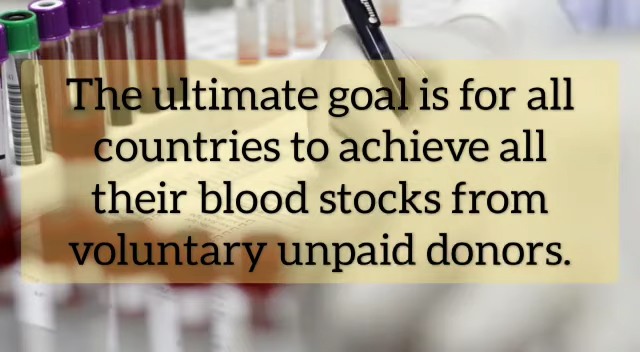 The ultimate goal is for all
countries to achieve all
their blood stocks from
voluntary unpaid donors.